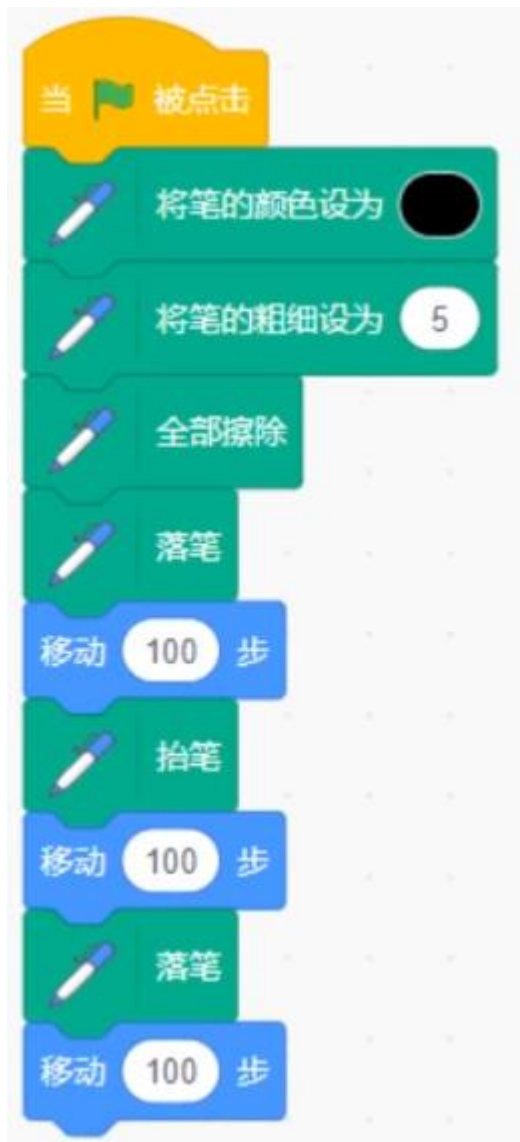 当 被点击
将笔的颜色设为
将笔的粗细设为 5
全部擦除
落笔
移动 100 步
抬笔
移动 100 步
落笔
移动 100 步